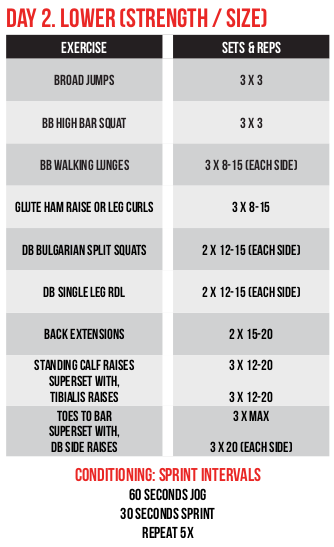 DAY 2. LOWER (STRENGTH / SIZE)
EXERCISE SETS & REPS
BROAD JUMPS 3 X 3
BB HIGH BAR SQUAT 3 X 3
BB WALKING LUNGES 3 X 8-15 (EACH SIDE)
GLUTE HAM RAISE OR LEG CURLS 3 X 8-15
DB BULGARIAN SPLIT SQUATS 2 X 12-15 (EACH SIDE)
DB SINGLE LEG RDL 2 X 12-15 (EACH SIDE)
BACK EXTENSIONS 2 X 15-20
STANDING CALF RAISES 3 X 12-20
SUPERSET WITH,
TIBIALIS RAISES 3 X 12-20
TOES TO BAR 3 X MAX
SUPERSET WITH,
DB SIDE RAISES 3 X 20 (EACH SIDE)
CONDITIONING: SPRINT INTERVALS
60 SECONDS JOG
30 SECONDS SPRINT
REPEAT 5X